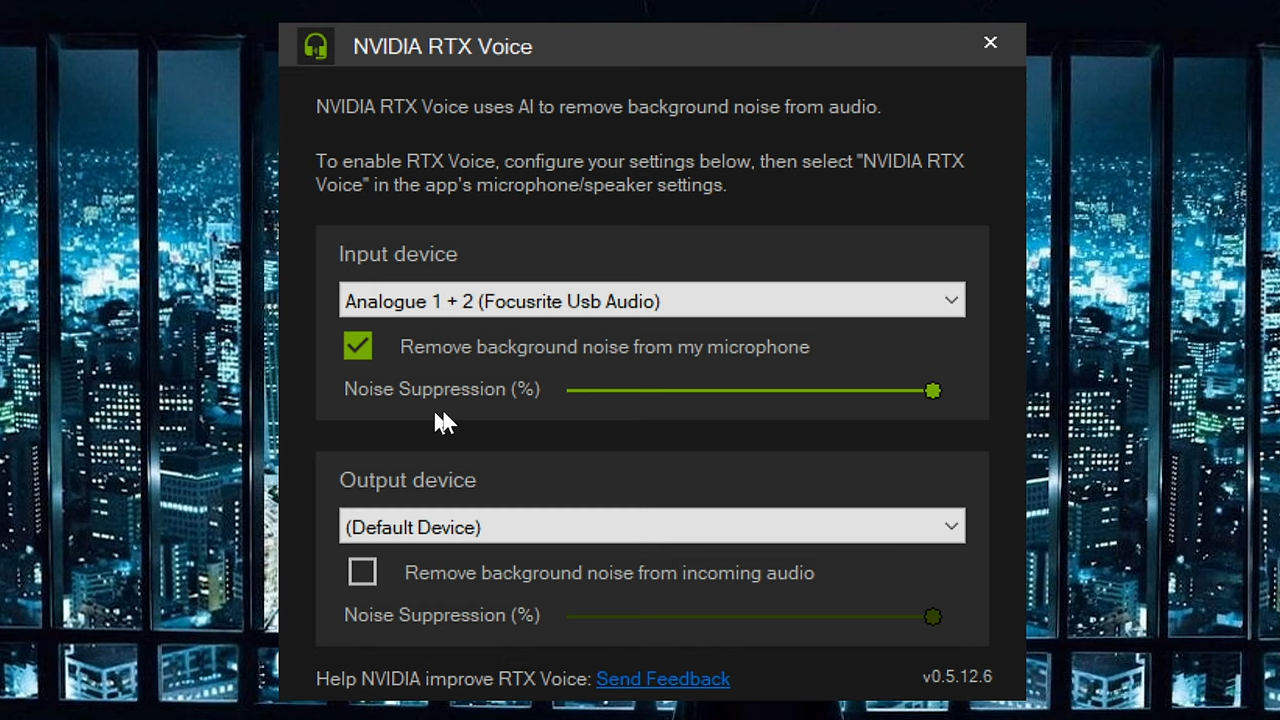 NVIDIA RTX Voice
NVIDIA RTX Voice uses AI to remove background noise from audio.
To enable RTX Voice, configure your settings below, then select "NVIDIA RTX
Voice" in the app's microphone/speaker settings.
Input device
Analogue 1 + 2 (Focusrite Usb Audio)
Remove background noise from my microphone
Noise Suppression (%)
Output device
(Default Device)
Remove background noise from incoming audio
Noise Suppression (%)
Help NVIDIA improve RTX Voice: Send Feedback
v0.5.12.6